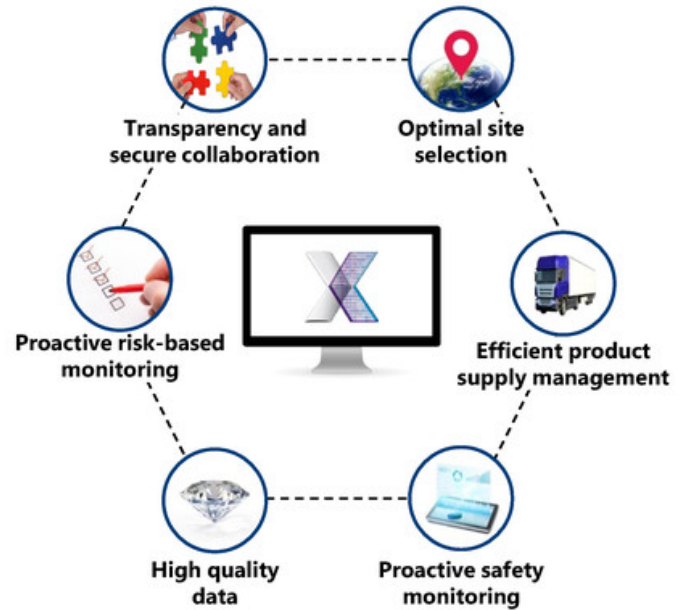 Transparency and
secure collaboration
Optimal site
selection
Proactive risk-based
monitoring
Efficient product
supply management
High quality
data
Proactive safety
monitoring